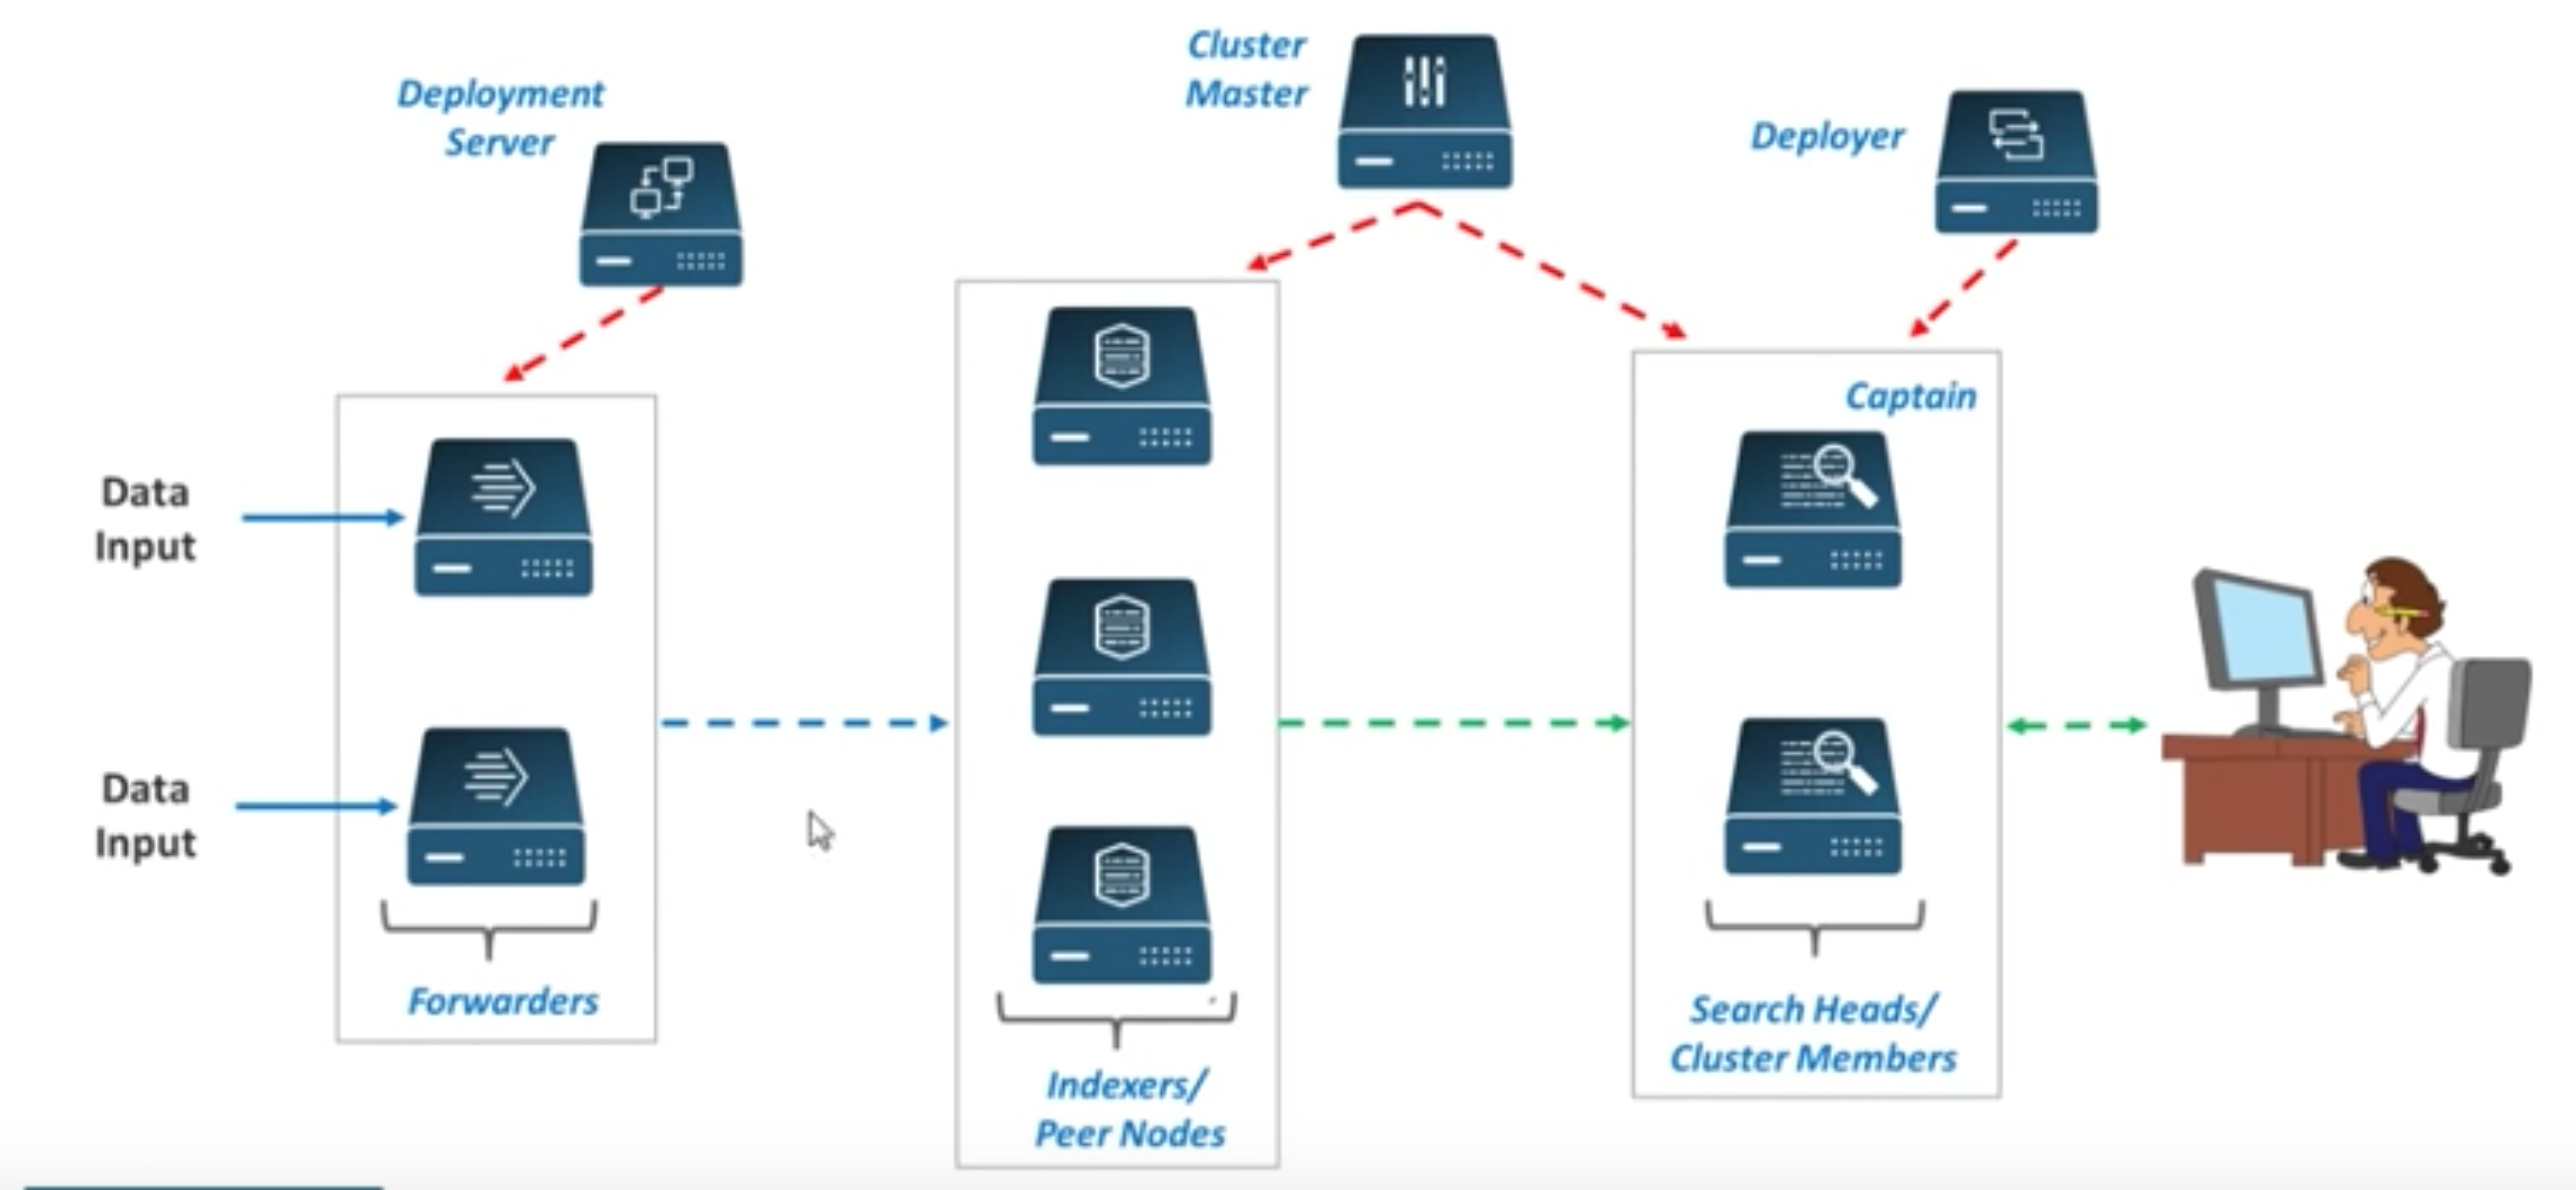 Deployment
Server
Cluster
Master
Deployer
Captain
Data
Input
Data
Input
Forwarders
Indexers/
Peer Nodes
Search Heads/
Cluster Members